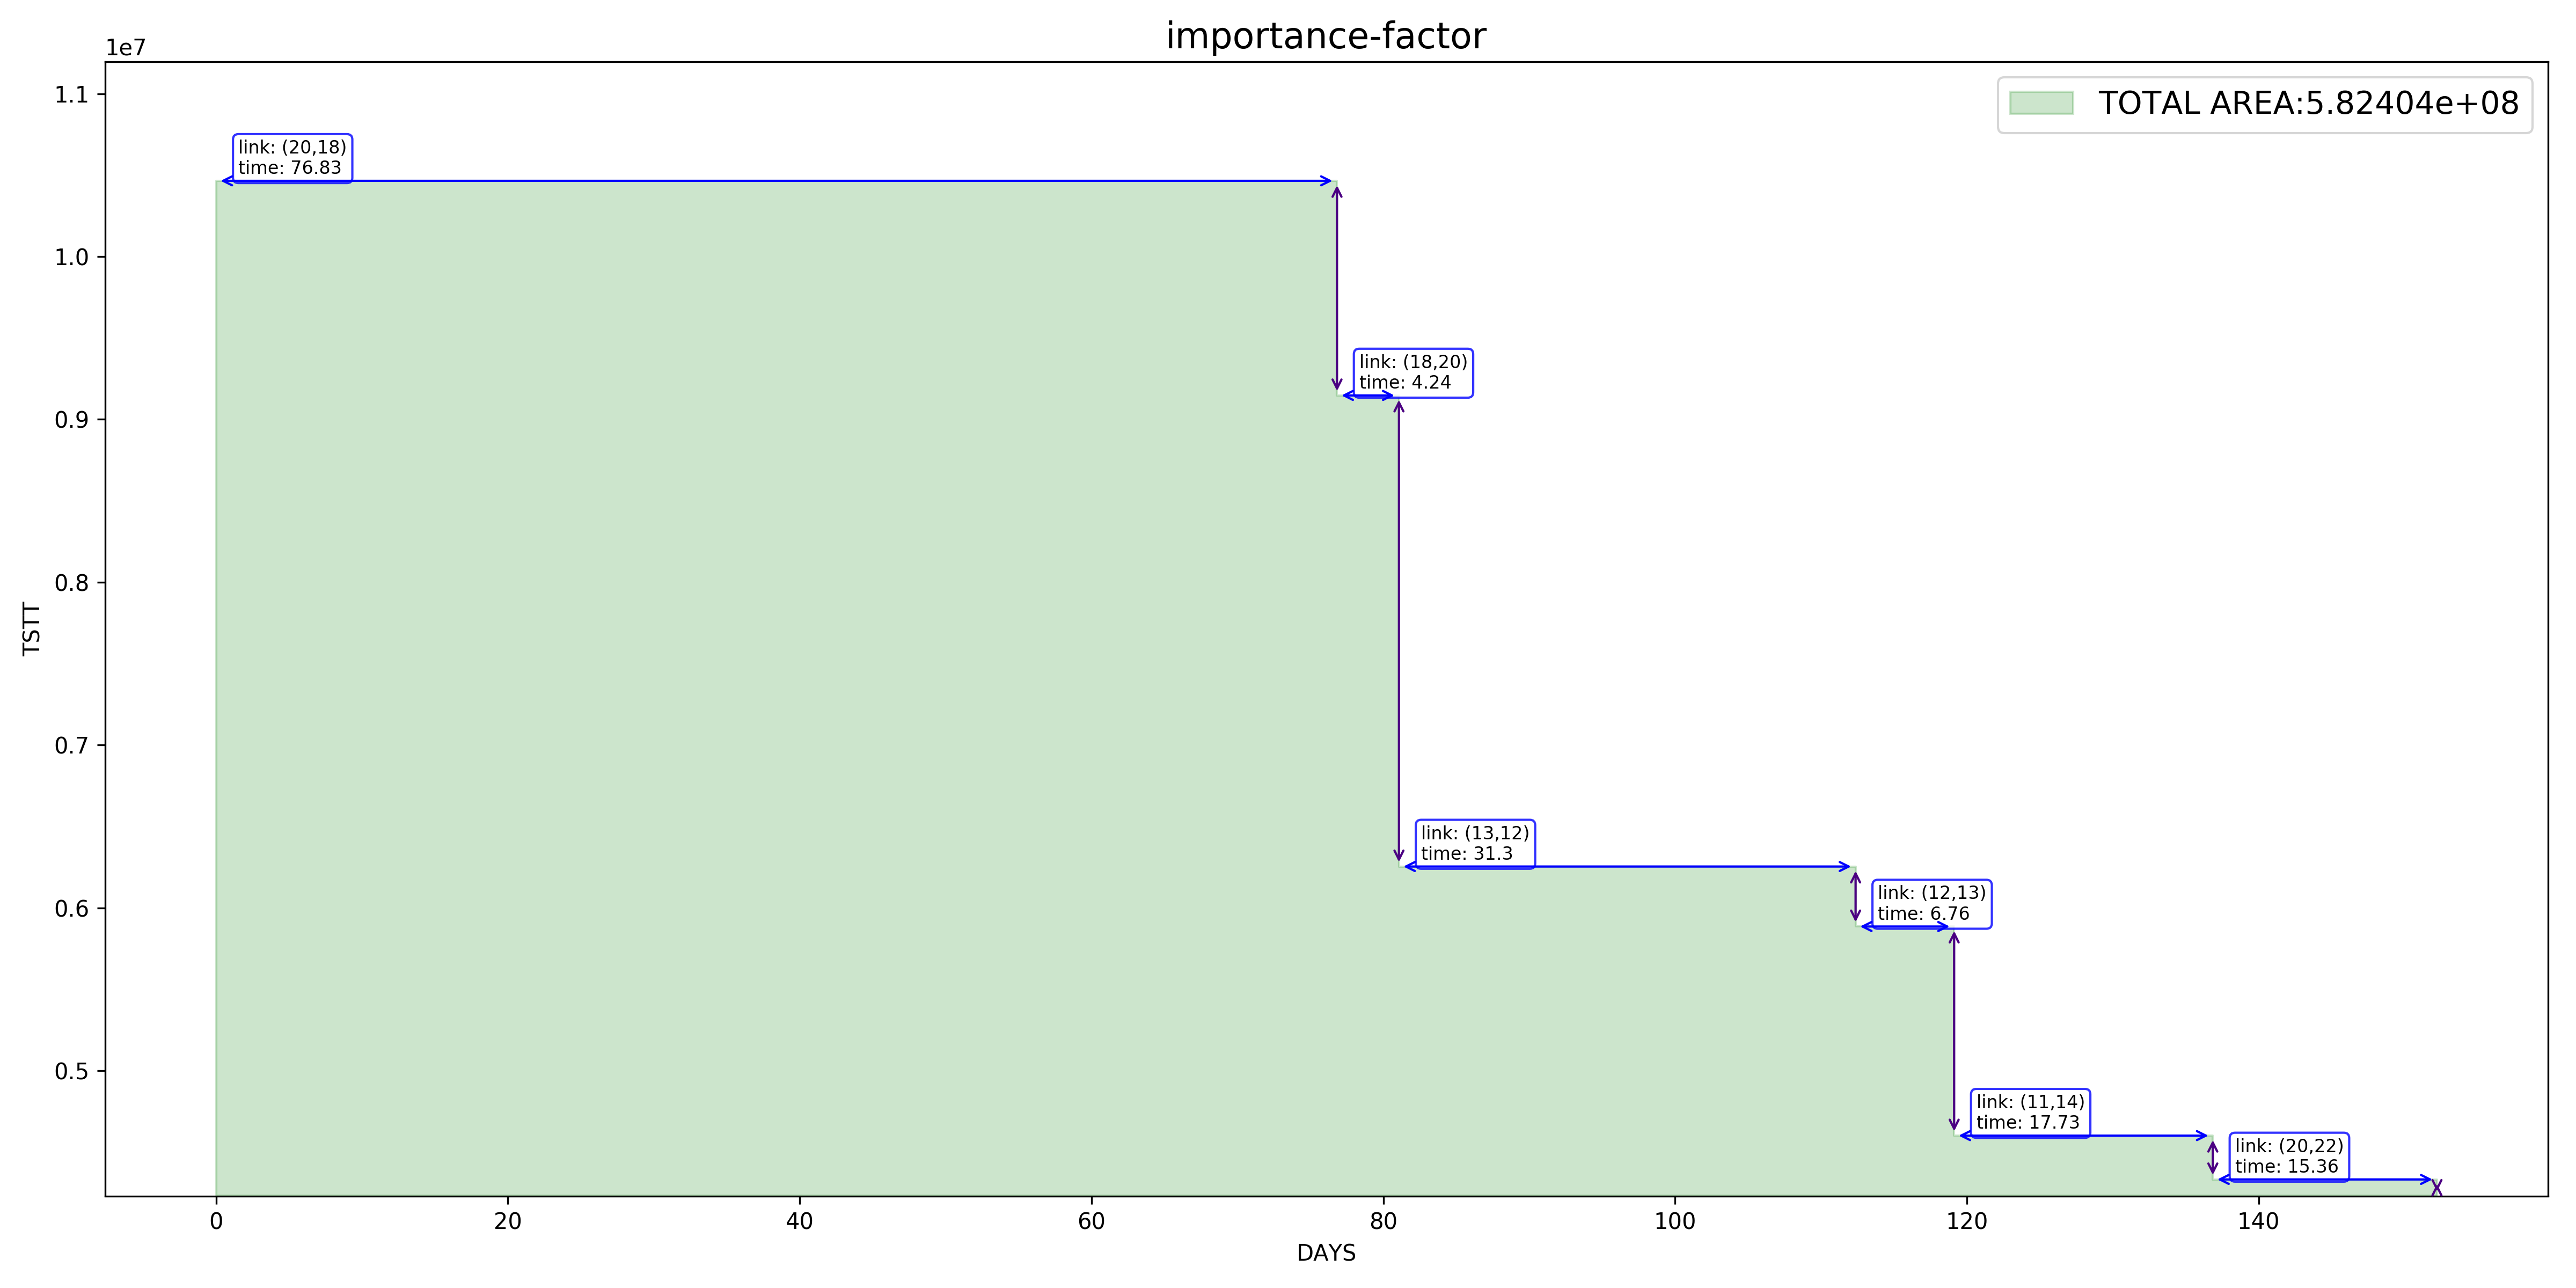 importance-factor
1e7
TOTAL AREA:5.82404e+08
1.1
1.0
0.9
0.8
0.7
0.6
0.5
TSTT
link: (20,18)
time: 76.83
link: (18,20)
time: 4.24
link: (13,12)
time: 31.3
link: (12,13)
time: 6.76
link: (11,14)
time: 17.73
link: (20,22)
time: 15.36
0 20 40 60 80 100 120 140
DAYS